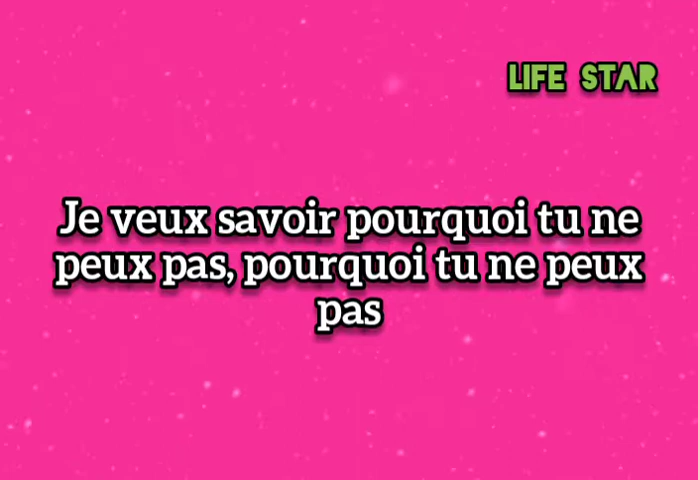 LIFE STAR
Je veux savoir pourquoi tu ne
peux pas, pourquoi tu ne peux
pas